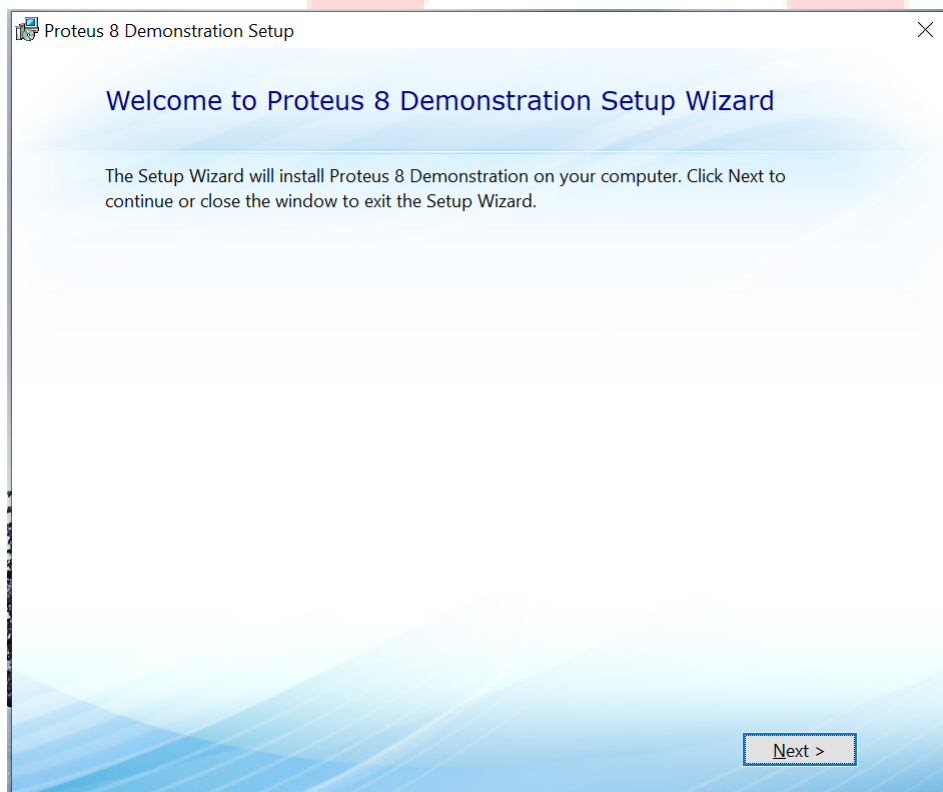 Proteus 8 Demonstration Setup
Welcome to Proteus 8 Demonstration Setup Wizard
The Setup Wizard will install Proteus 8 Demonstration on your computer. Click Next to
continue or close the window to exit the Setup Wizard.
Next >